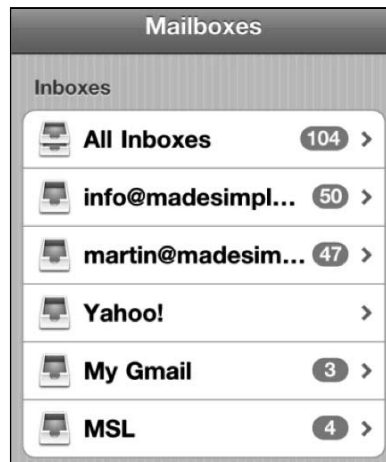 Mailboxes
Inboxes
All Inboxes 104
info@madesimpl... 50
martin@madesim... 47
Yahoo!
My Gmail 3
MSL 4